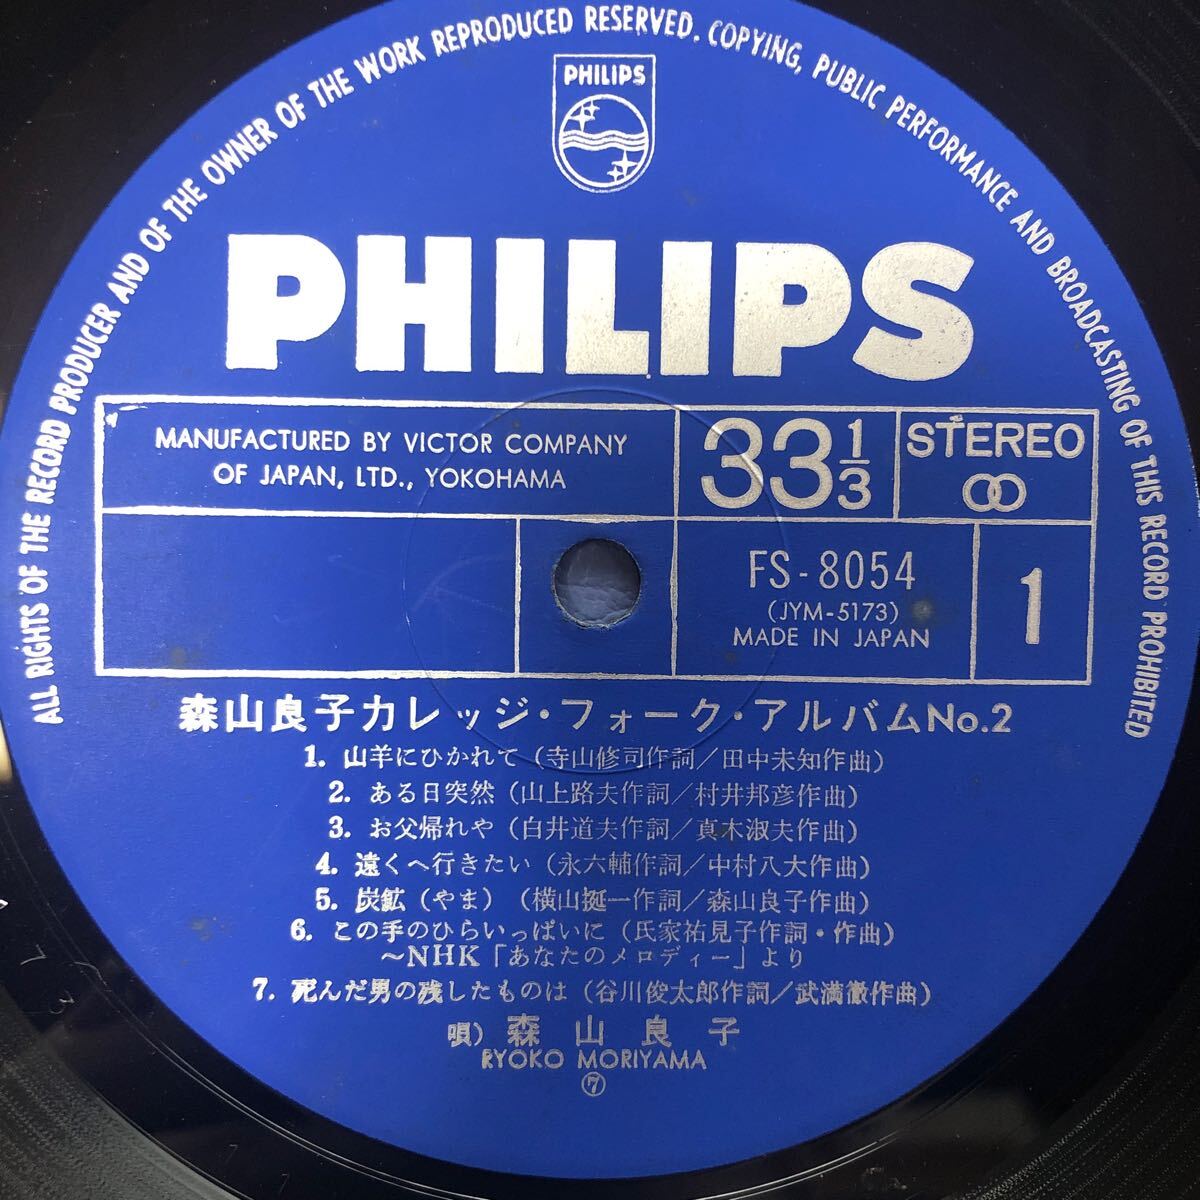 ALL RIGHTS OF THE RECORD PRODUCER AND OF THE OWNER OF THE WORK REPRODUCED RESERVED. COPYING, PUBLIC PERFORMANCE AND BROADCASTING OF THIS RECORD PROHIBITED
PHILIPS
PHILIPS
MANUFACTURED BY VICTOR COMPANY
OF JAPAN, LTD., YOKOHAMA
33 1/3
STEREO
FS-8054
(JYM-5173)
MADE IN JAPAN
1
森山良子カレッジ・フォーク・アルバムNo.2
1. 山羊にひかれて (寺山修司作詞/田中未知作曲)
2. ある日突然 (山上路夫作詞/村井邦彦作曲)
3. お父帰れや (白井道夫作詞/真木淑夫作曲)
4. 遠くへ行きたい (永六輔作詞/中村八大作曲)
5. 炭鉱 (やま) (横山挺一作詞/森山良子作曲)
6. この手のひらいっぱいに (氏家祐見子作詞・作曲)
~NHK「あなたのメロディー」より
7. 死んだ男の残したものは (谷川俊太郎作詞/武満徹作曲)
唄) 森山良子
RYOKO MORIYAMA
⑦